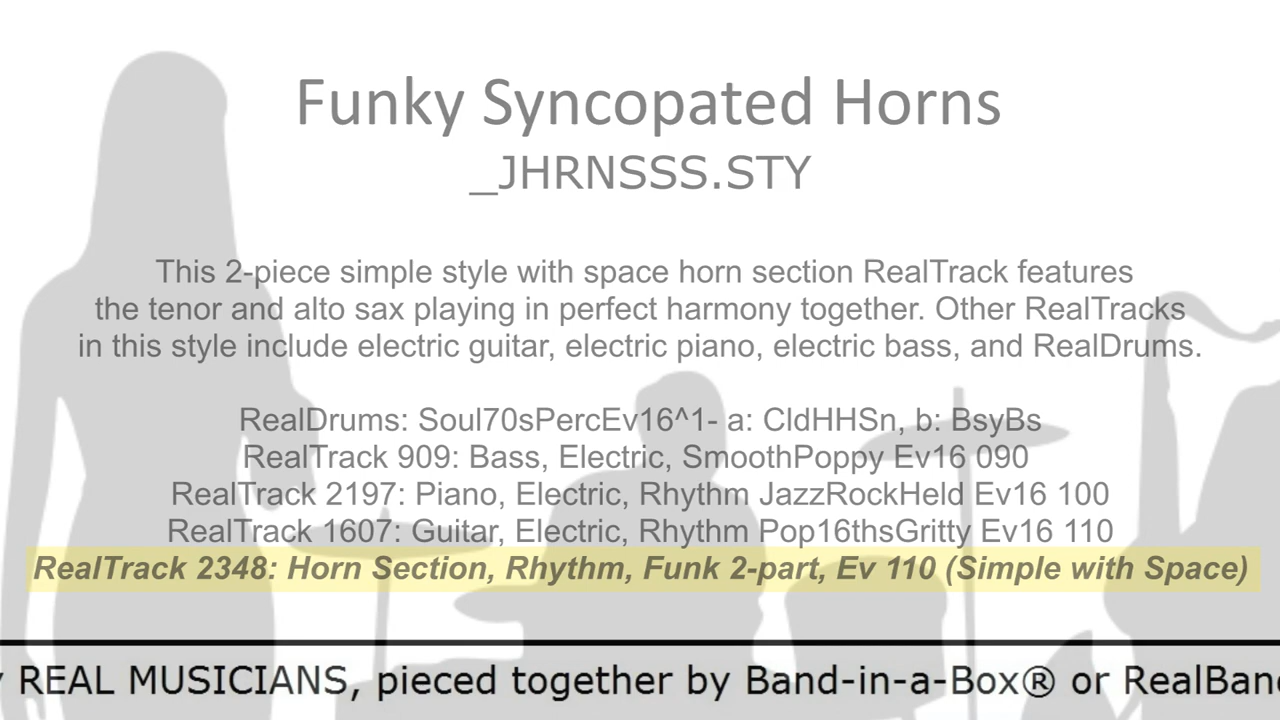 Funky Syncopated Horns
_JHRNSSS.STY
This 2-piece simple style with space horn section RealTrack features
the tenor and alto sax playing in perfect harmony together. Other RealTracks
in this style include electric guitar, electric piano, electric bass, and RealDrums.
RealDrums: Soul70sPercEv16^1- a: CldHHSn, b: BsyBs
RealTrack 909: Bass, Electric, SmoothPoppy Ev16 090
RealTrack 2197: Piano, Electric, Rhythm JazzRockHeld Ev16 100
RealTrack 1607: Guitar, Electric, Rhythm Pop16thsGritty Ev16 110
RealTrack 2348: Horn Section, Rhythm, Funk 2-part, Ev 110 (Simple with Space)
REAL MUSICIANS, pieced together by Band-in-a-Box® or RealBan